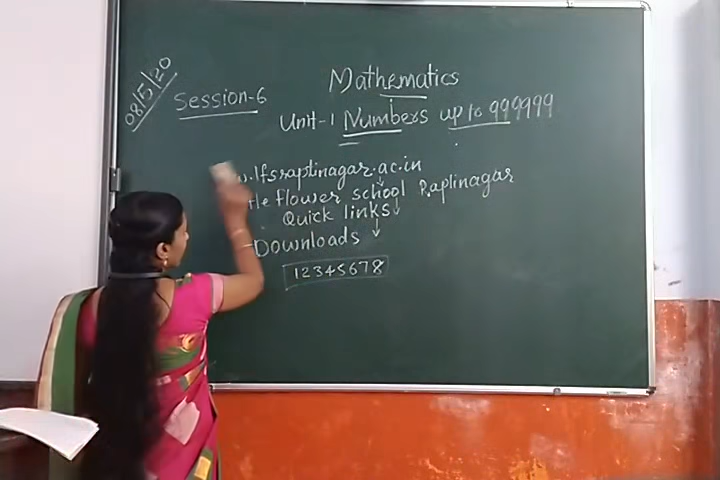 08/5/20
Session-6
Mathematics
Unit-1 Numbers up to 999999
.lfsraptinagar.ac.in
Flower school Raptinagar
Quick links ↓
Downloads ↓
12345678